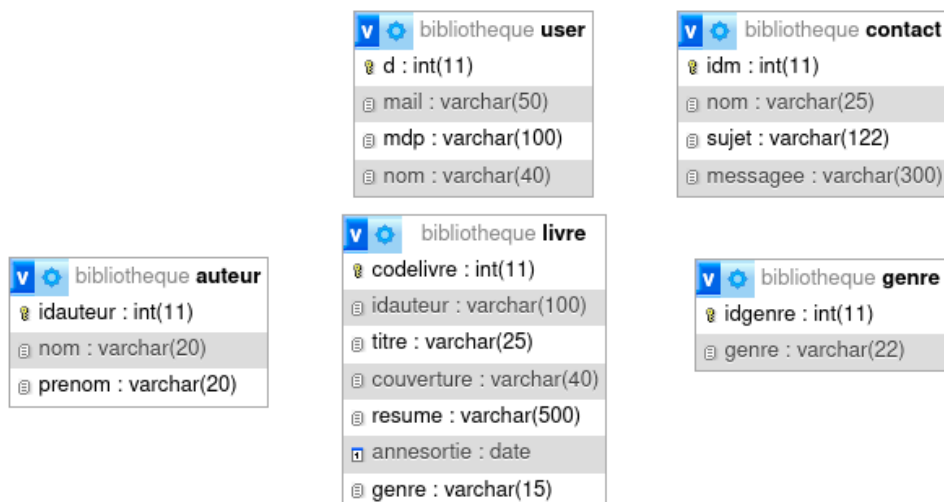 v bibliotheque user
d : int(11)
mail : varchar(50)
mdp : varchar(100)
nom : varchar(40)
v bibliotheque contact
idm : int(11)
nom : varchar(25)
sujet : varchar(122)
messagee : varchar(300)
v bibliotheque auteur
idauteur : int(11)
nom : varchar(20)
prenom : varchar(20)
v bibliotheque livre
codelivre : int(11)
idauteur : varchar(100)
titre : varchar(25)
couverture : varchar(40)
resume : varchar(500)
annesortie : date
genre : varchar(15)
v bibliotheque genre
idgenre : int(11)
genre : varchar(22)